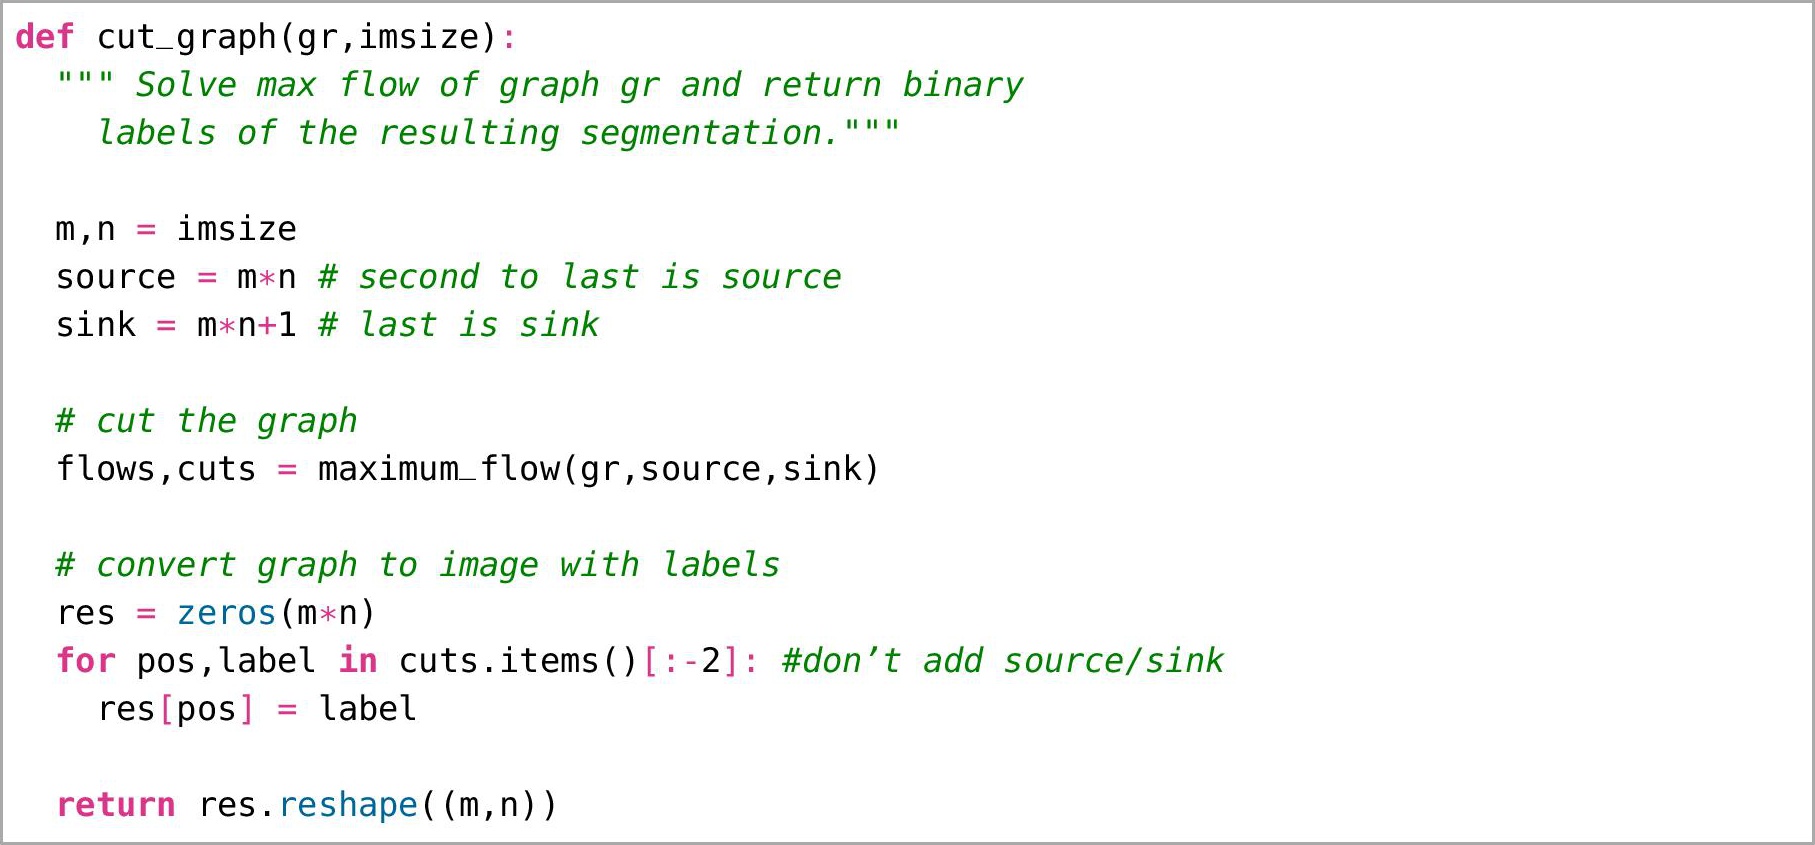 def cut_graph(gr,imsize):
  """ Solve max flow of graph gr and return binary
    labels of the resulting segmentation."""

  m,n = imsize
  source = m*n # second to last is source
  sink = m*n+1 # last is sink

  # cut the graph
  flows,cuts = maximum_flow(gr,source,sink)

  # convert graph to image with labels
  res = zeros(m*n)
  for pos,label in cuts.items()[:-2]: #don’t add source/sink
    res[pos] = label

  return res.reshape((m,n))